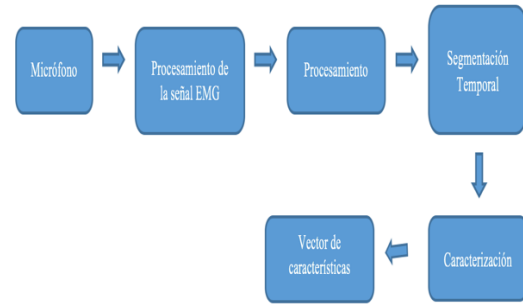 Micrófono
Procesamiento de
la señal EMG
Procesamiento
Segmentación
Temporal
Caracterización
Vector de
características